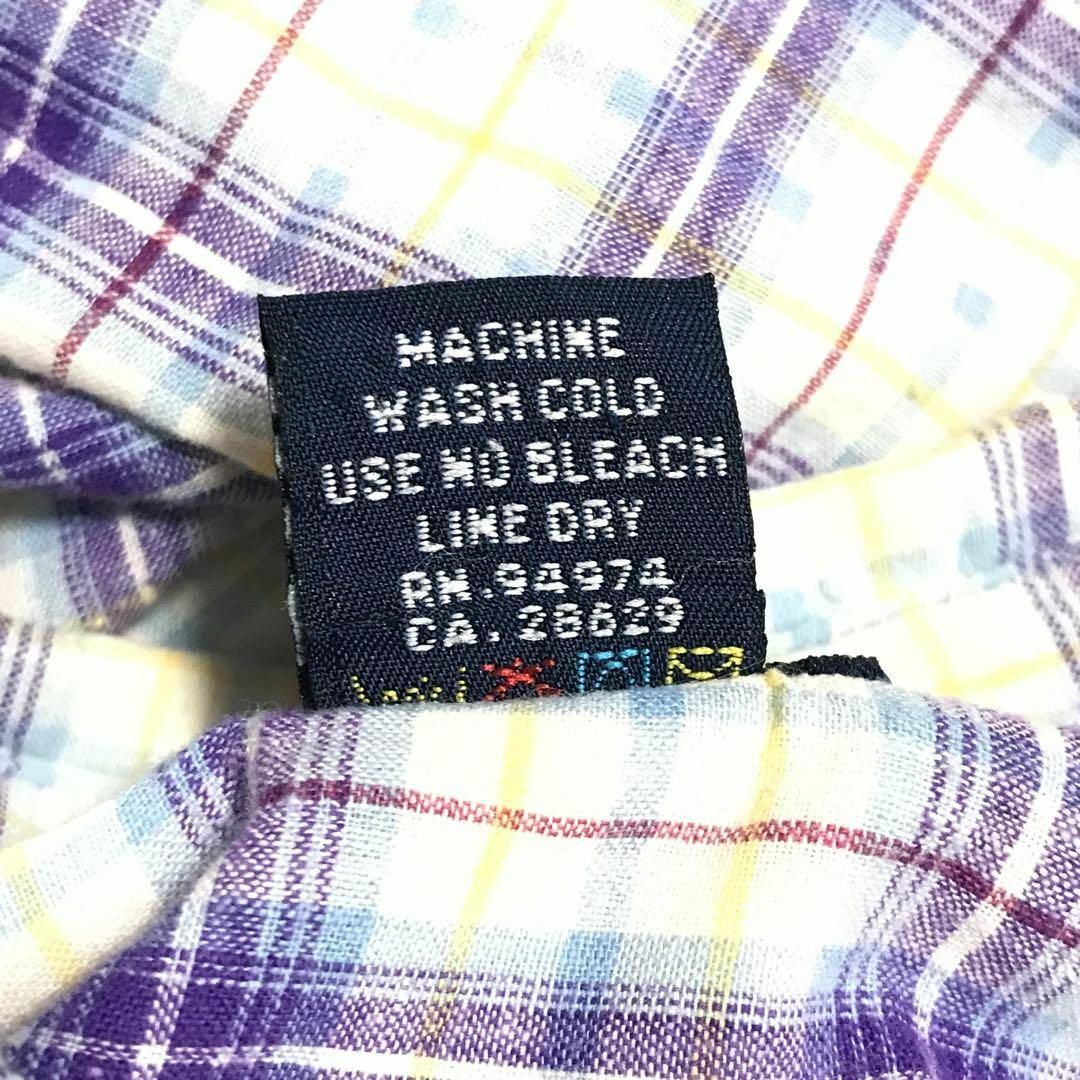 MACHINE
WASH COLD
USE NO BLEACH
LINE DRY
RN.94974
CA.28629